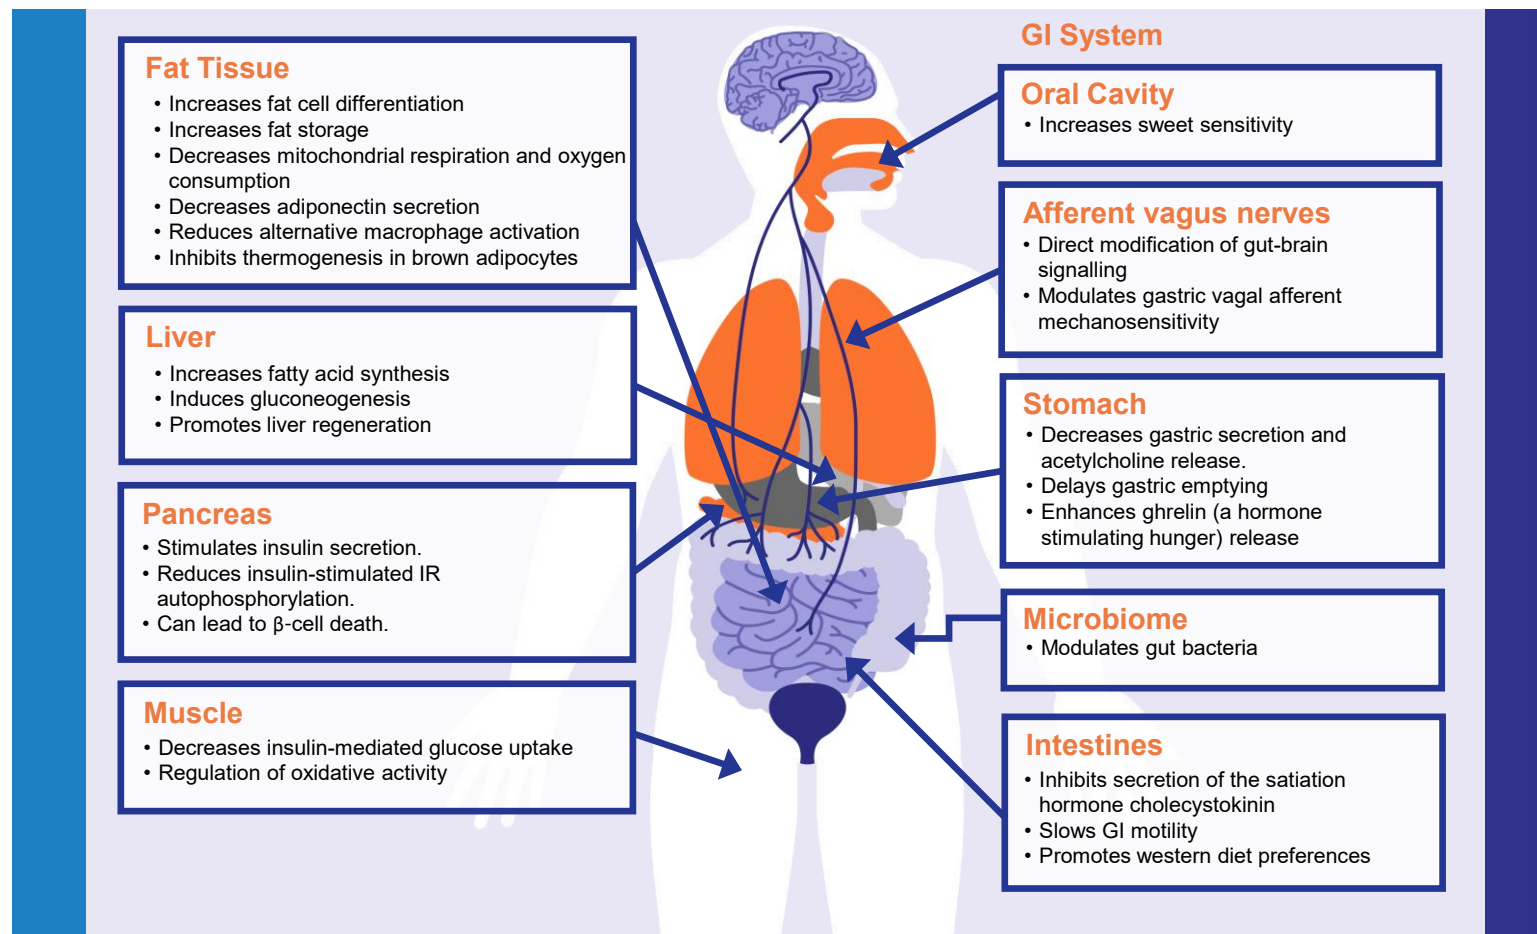 Fat Tissue
• Increases fat cell differentiation
• Increases fat storage
• Decreases mitochondrial respiration and oxygen
consumption
• Decreases adiponectin secretion
• Reduces alternative macrophage activation
• Inhibits thermogenesis in brown adipocytes
Liver
• Increases fatty acid synthesis
• Induces gluconeogenesis
• Promotes liver regeneration
Pancreas
• Stimulates insulin secretion.
• Reduces insulin-stimulated IR
autophosphorylation.
• Can lead to β-cell death.
Muscle
• Decreases insulin-mediated glucose uptake
• Regulation of oxidative activity
GI System
Oral Cavity
• Increases sweet sensitivity
Afferent vagus nerves
• Direct modification of gut-brain
signalling
• Modulates gastric vagal afferent
mechanosensitivity
Stomach
• Decreases gastric secretion and
acetylcholine release.
• Delays gastric emptying
• Enhances ghrelin (a hormone
stimulating hunger) release
Microbiome
• Modulates gut bacteria
Intestines
• Inhibits secretion of the satiation
hormone cholecystokinin
• Slows GI motility
• Promotes western diet preferences